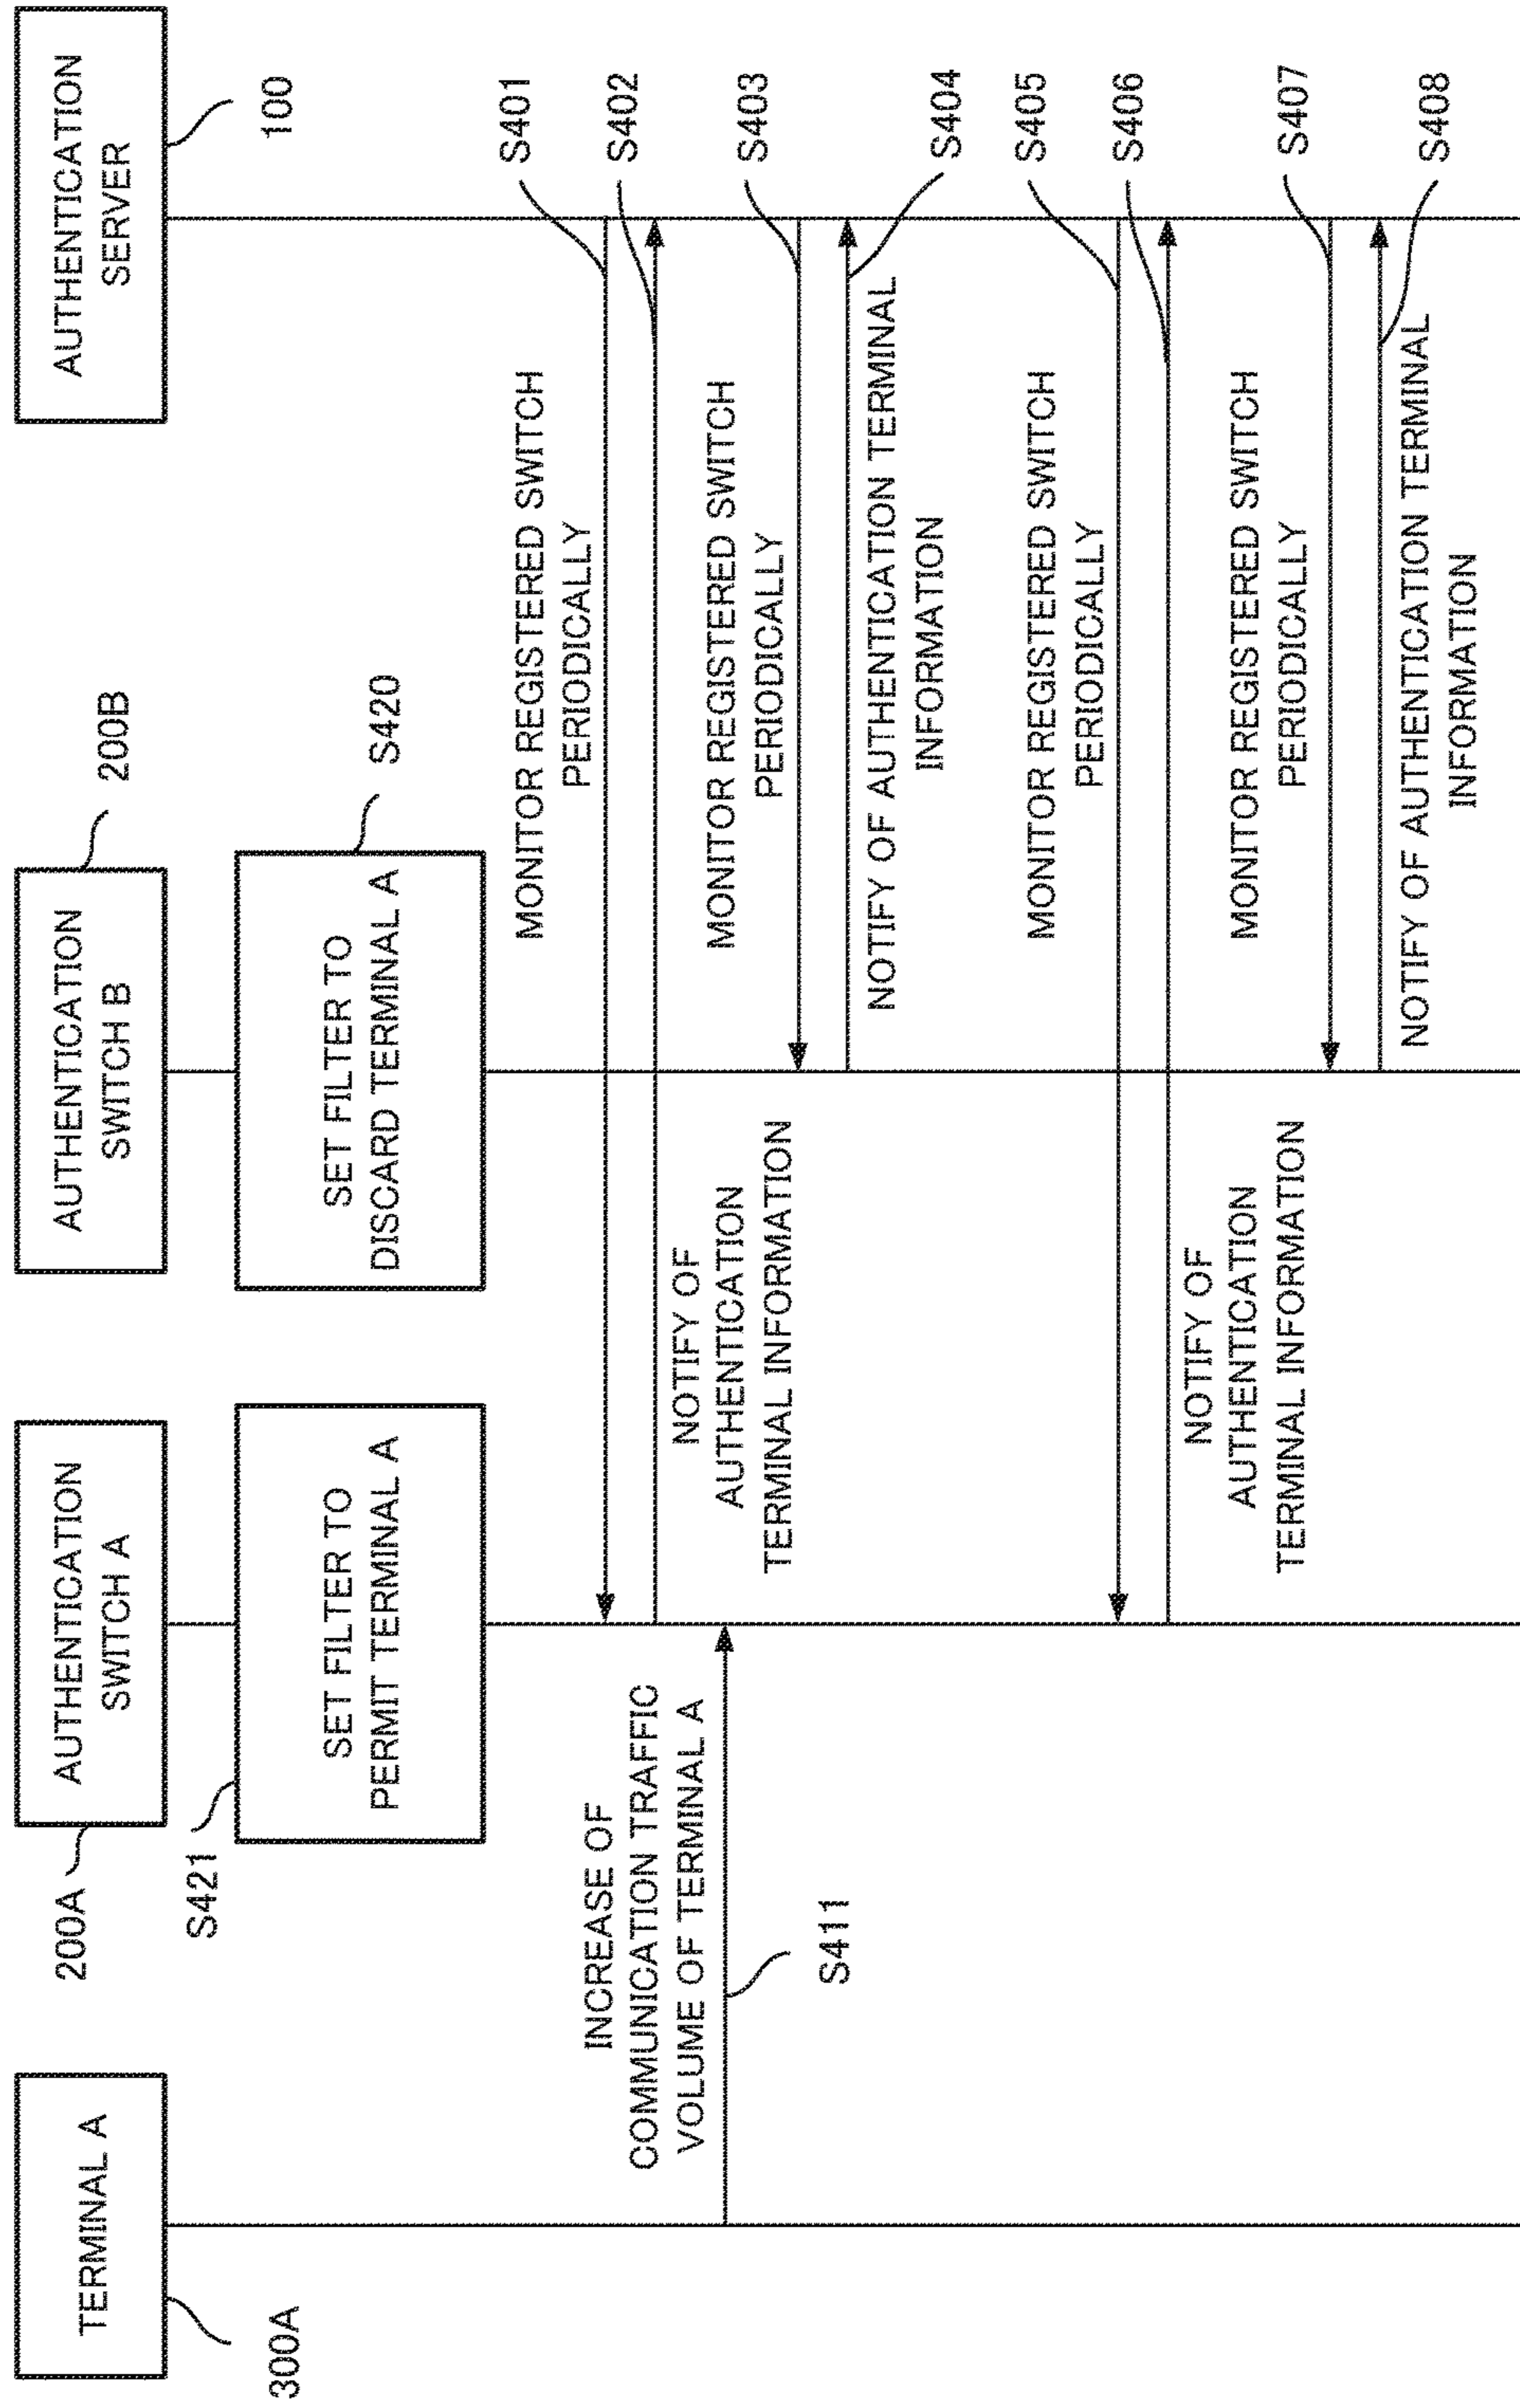 TERMINAL A
300A
AUTHENTICATION
SWITCH A
200A
AUTHENTICATION
SWITCH B
200B
AUTHENTICATION
SERVER
100
S421
SET FILTER TO
PERMIT TERMINAL A
SET FILTER TO
DISCARD TERMINAL A
S420
MONITOR REGISTERED SWITCH
PERIODICALLY
S401
S402
NOTIFY OF
AUTHENTICATION
TERMINAL INFORMATION
INCREASE OF
COMMUNICATION TRAFFIC
VOLUME OF TERMINAL A
S411
MONITOR REGISTERED SWITCH
PERIODICALLY
S403
S404
NOTIFY OF AUTHENTICATION TERMINAL
INFORMATION
MONITOR REGISTERED SWITCH
PERIODICALLY
S405
S406
NOTIFY OF
AUTHENTICATION
TERMINAL INFORMATION
MONITOR REGISTERED SWITCH
PERIODICALLY
S407
S408
NOTIFY OF AUTHENTICATION TERMINAL
INFORMATION